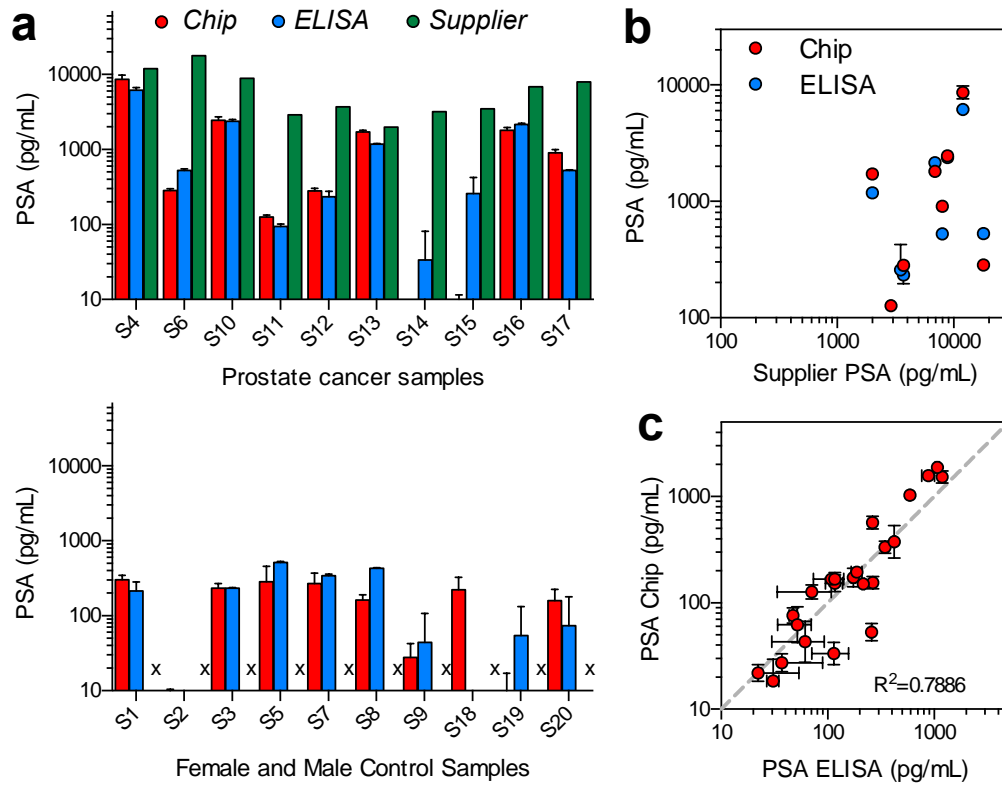 a
Chip ELISA Supplier
PSA (pg/mL)
10000
1000
100
10
S4 S6 S10 S11 S12 S13 S14 S15 S16 S17
Prostate cancer samples
b
Chip
ELISA
PSA (pg/mL)
10000
1000
100
100 1000 10000
Supplier PSA (pg/mL)
PSA (pg/mL)
10000
1000
100
10
x x x x x x x x x x
S1 S2 S3 S5 S7 S8 S9 S18 S19 S20
Female and Male Control Samples
c
PSA Chip (pg/mL)
1000
100
10
R²=0.7886
10 100 1000
PSA ELISA (pg/mL)